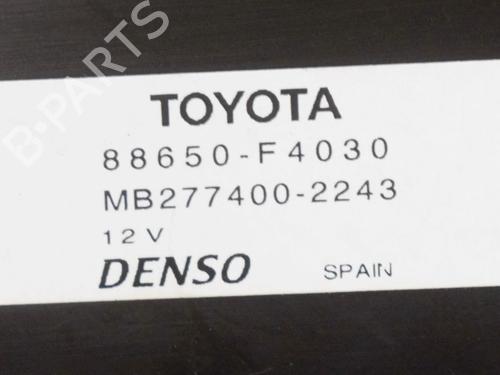 B-PARTS
TOYOTA
88650-F4030
MB277400-2243
12V
DENSO SPAIN